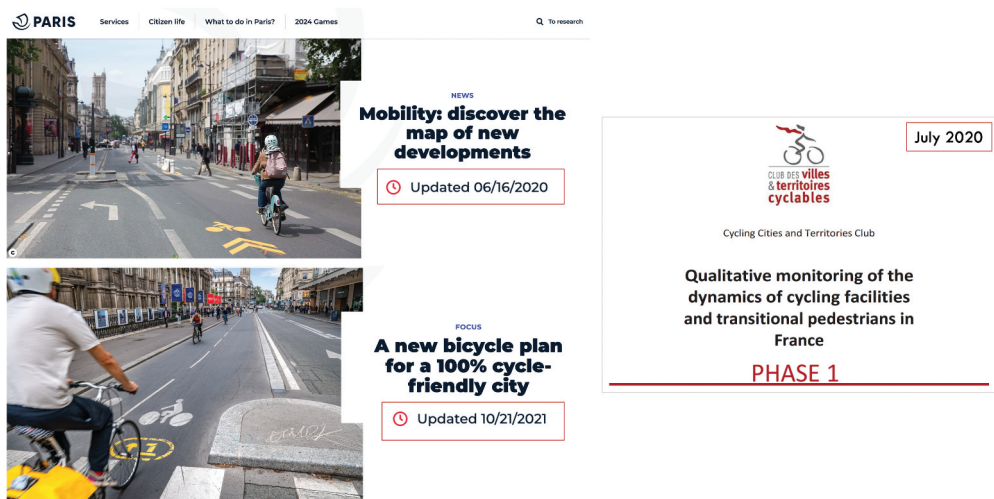 PARIS
Services
Citizen life
What to do in Paris?
2024 Games
To research
NEWS
Mobility: discover the
map of new
developments
Updated 06/16/2020
FOCUS
A new bicycle plan
for a 100% cycle-
friendly city
Updated 10/21/2021
July 2020
CLUB DES villes
& territoires
cyclables
Cycling Cities and Territories Club
Qualitative monitoring of the
dynamics of cycling facilities
and transitional pedestrians in
France
PHASE 1